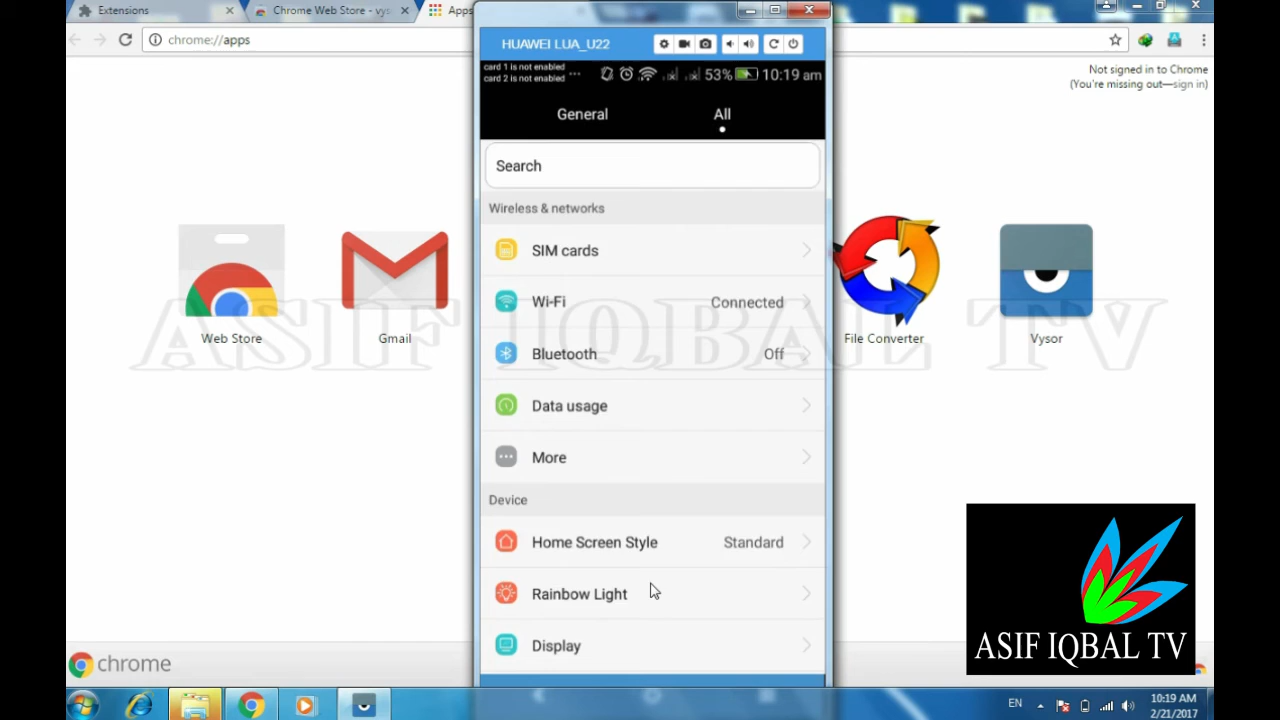 Extensions
Chrome Web Store - vys
Apps
chrome://apps
Not signed in to Chrome
(You're missing out—sign in)
Web Store
Gmail
File Converter
Vysor
HUAWEI LUA_U22
card 1 is not enabled
card 2 is not enabled ...
53%
10:19 am
General
All
Search
Wireless & networks
SIM cards
Wi-Fi
Connected
Bluetooth
Off
Data usage
More
Device
Home Screen Style
Standard
Rainbow Light
Display
ASIF IQBAL TV
ASIF IQBAL TV
chrome
EN
10:19 AM
2/21/2017